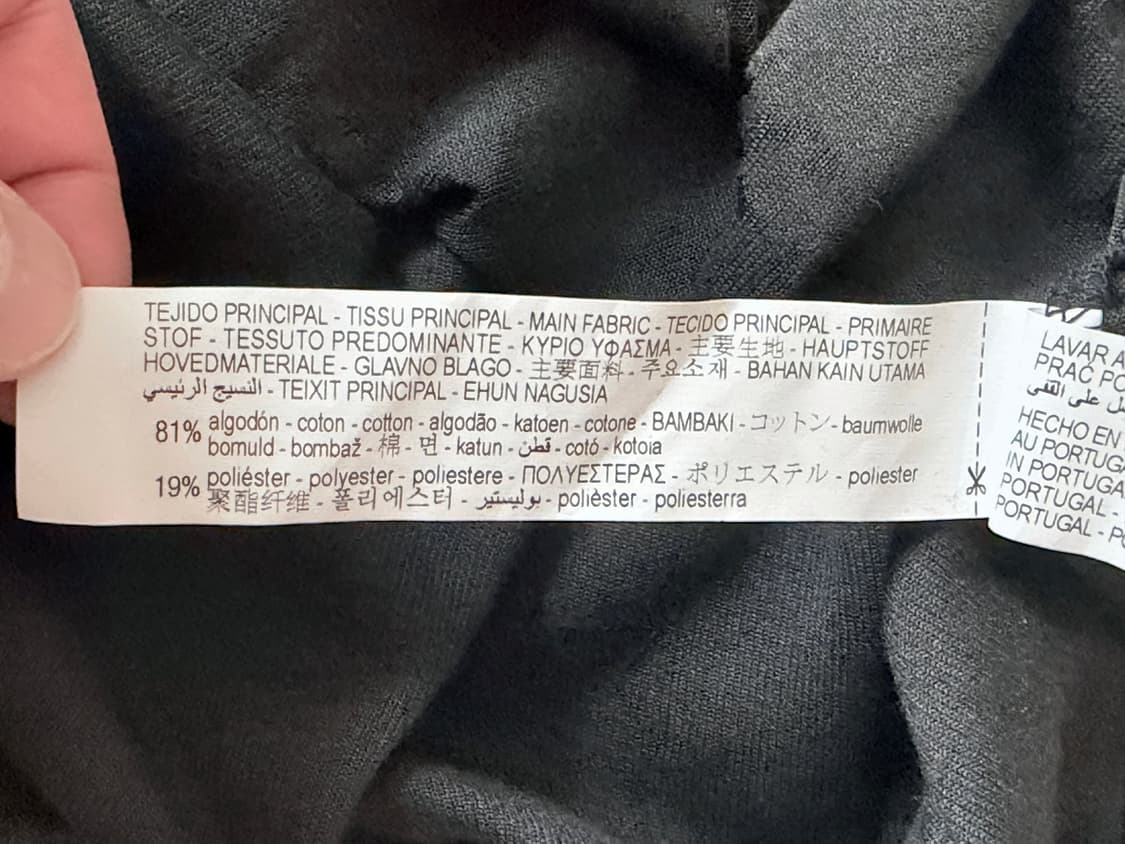 TEJIDO PRINCIPAL - TISSU PRINCIPAL - MAIN FABRIC - TECIDO PRINCIPAL - PRIMAIRE
STOF - TESSUTO PREDOMINANTE - ΚΥΡΙΟ ΥΦΑΣΜΑ - 主要生地 - HAUPTSTOFF
HOVEDMATERIALE - GLAVNO BLAGO - 主要面料 - 주요소재 - BAHAN KAIN UTAMA
النسيج الرئيسي - TEIXIT PRINCIPAL - EHUN NAGUSIA
81% algodón - coton - cotton - algodão - katoen - cotone - BAMBAKI - コットン - baumwolle
bomuld - bombaž - 棉 - 면 - katun - قطن - cotó - kotoia
19% poliéster - polyester - poliestere - ΠΟΛΥΕΣΤΕΡΑΣ - ポリエステル - poliester
聚酯纤维 - 폴리에스터 - بوليستير - polièster - poliesterra
LAVAR
PRAC
على القفى
HECHO EN
AU
IN
PORTUGAL -
PORTUGAL -